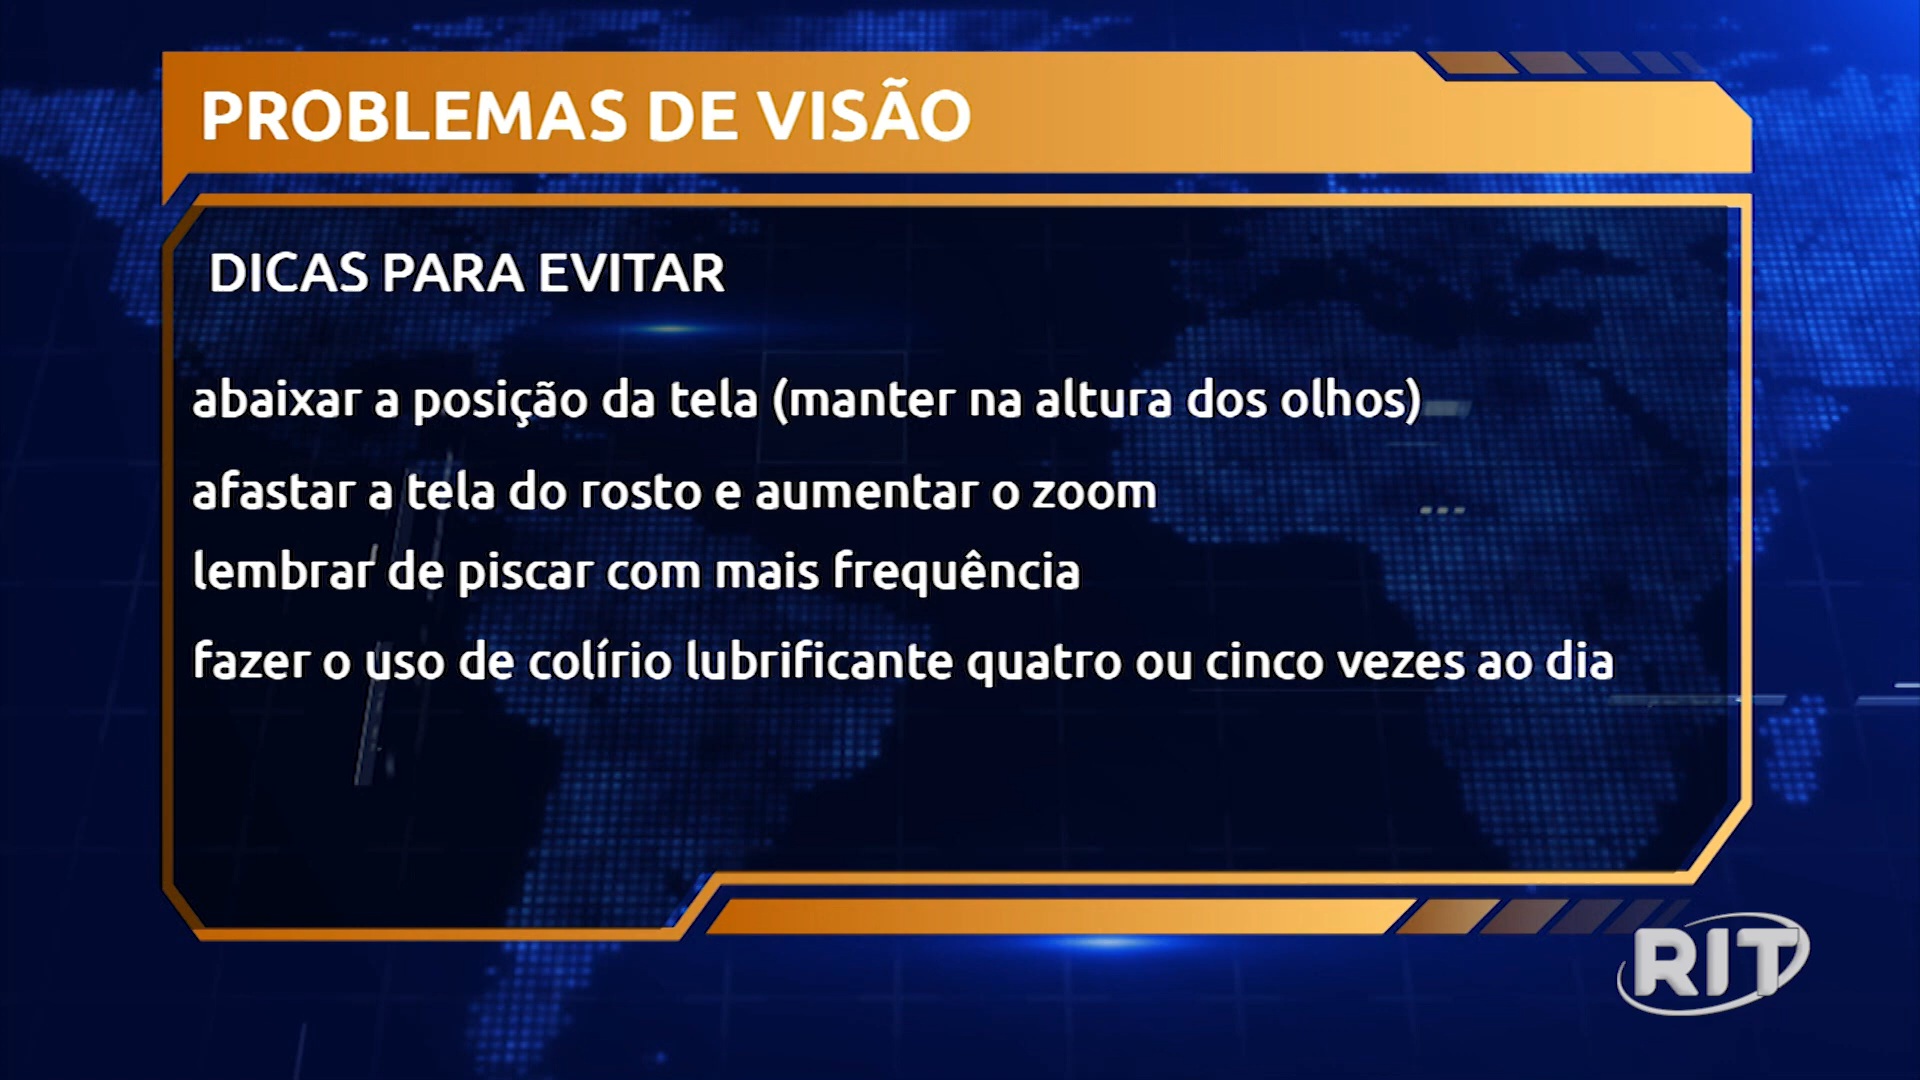 PROBLEMAS DE VISÃO
DICAS PARA EVITAR
abaixar a posição da tela (manter na altura dos olhos)
afastar a tela do rosto e aumentar o zoom
lembrar de piscar com mais frequência
fazer o uso de colírio lubrificante quatro ou cinco vezes ao dia
RIT